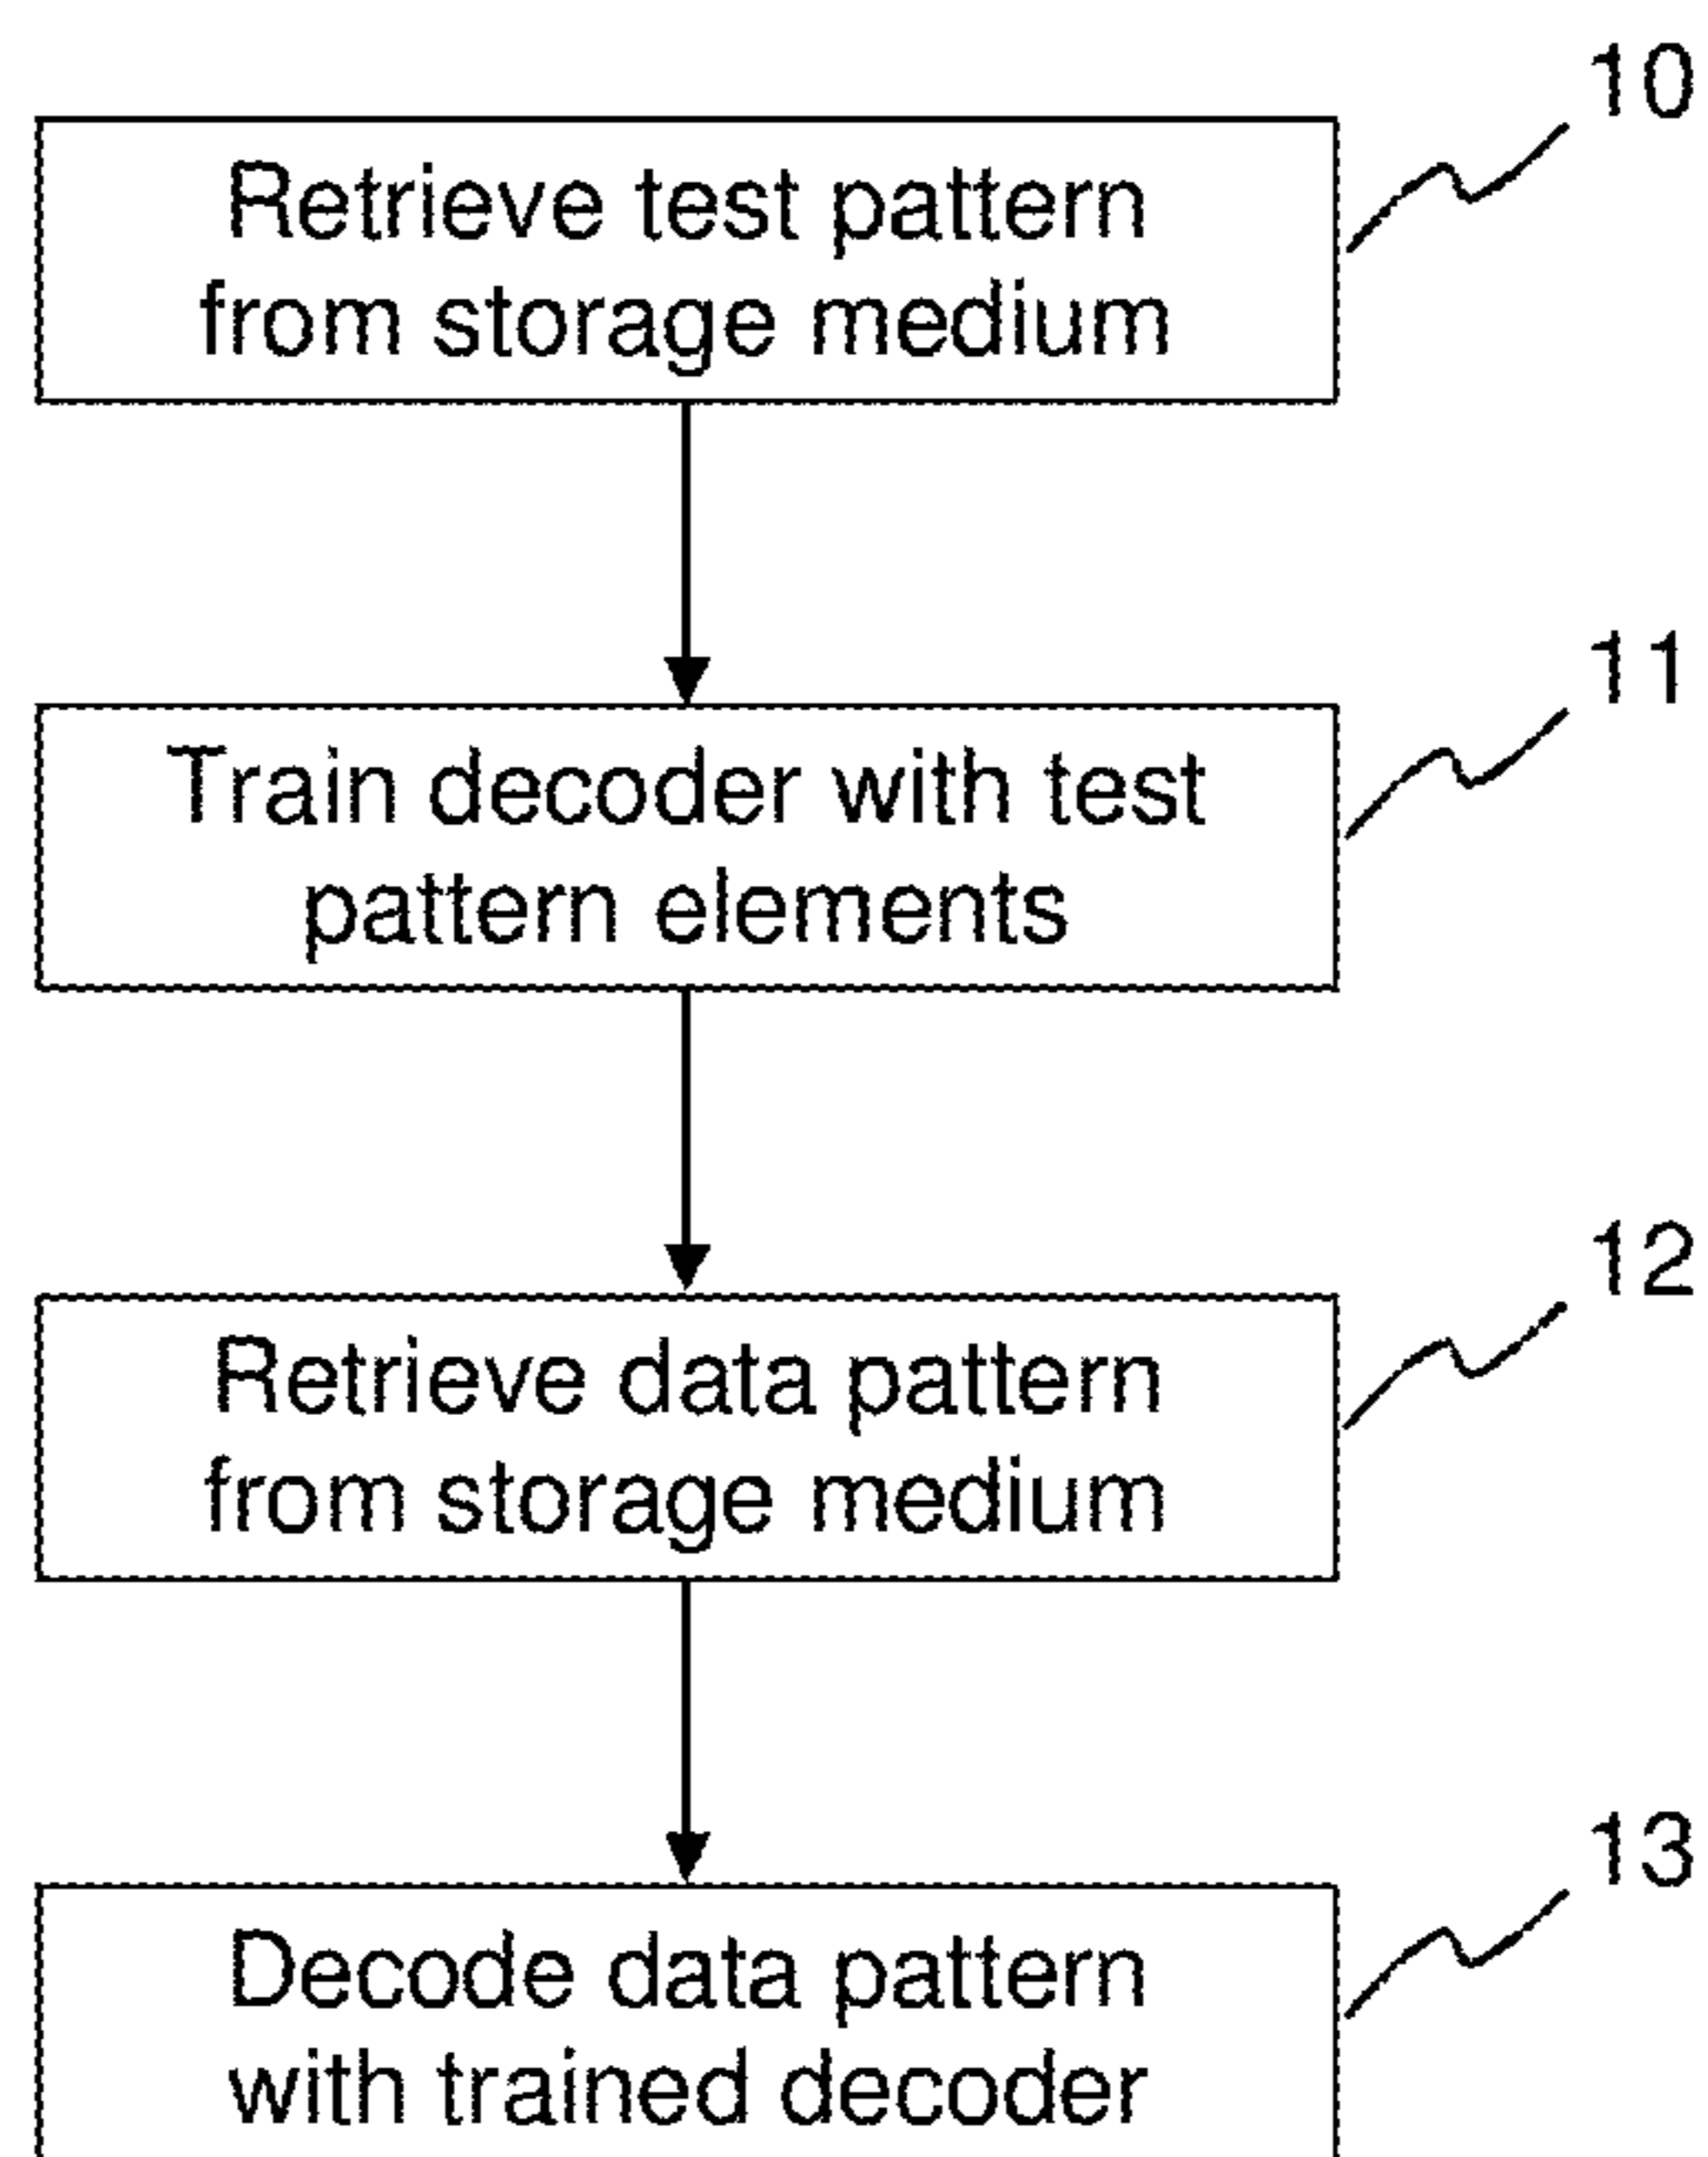 10
Retrieve test pattern
from storage medium
11
Train decoder with test
pattern elements
12
Retrieve data pattern
from storage medium
13
Decode data pattern
with trained decoder